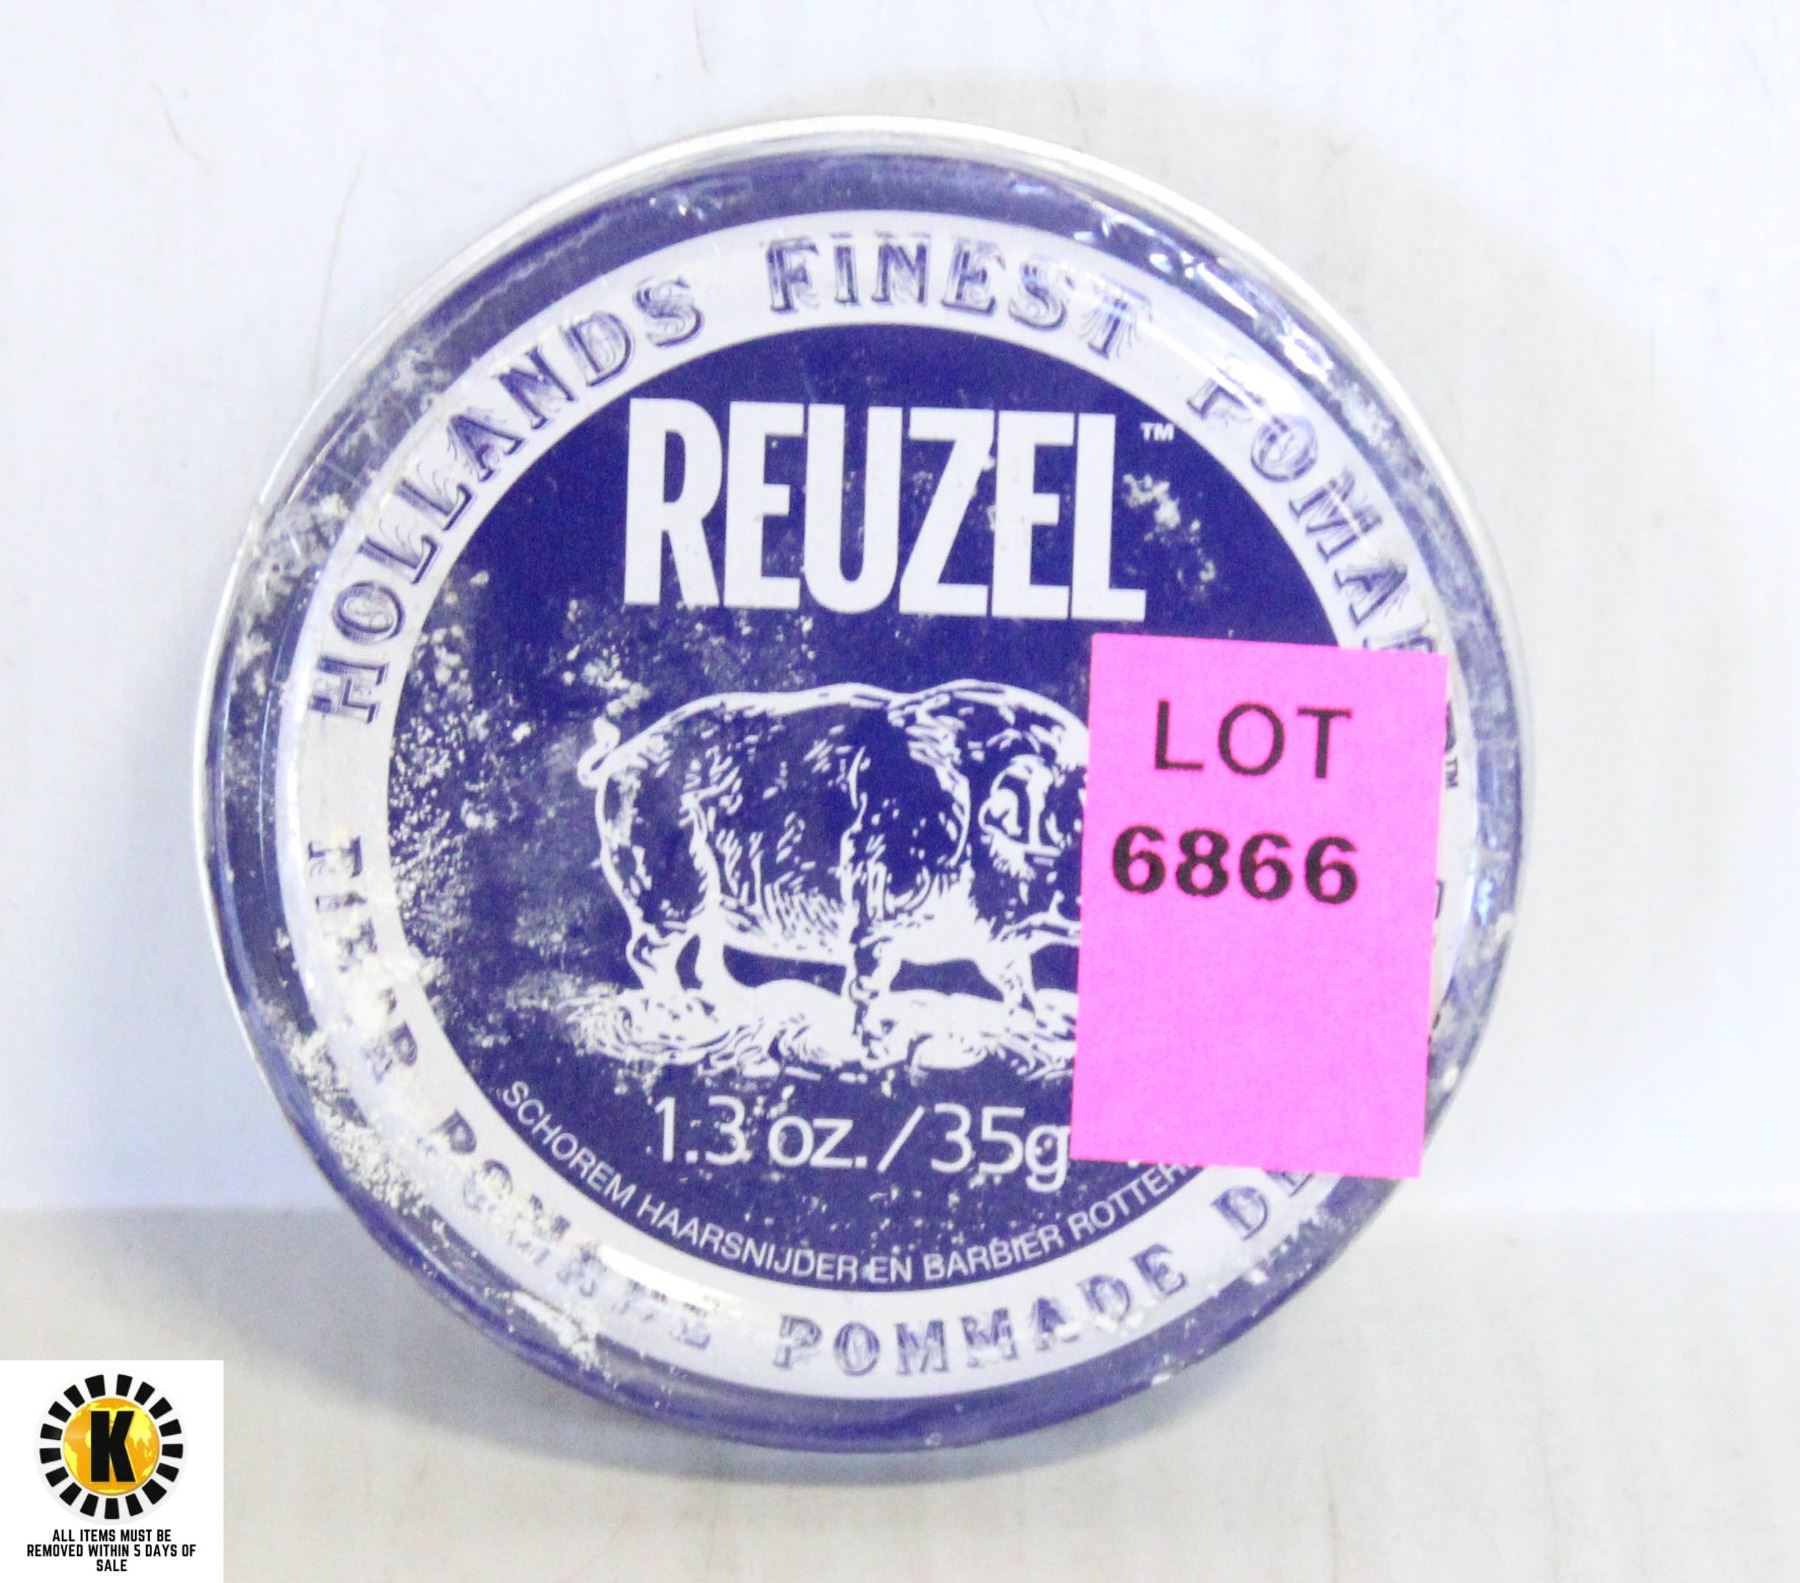 HOLLANDS FINEST
REUZEL™
LOT
6866
1.3 oz./35g
SCHOREM HAARSNIJDER EN BARBIER
POMMADE
K
ALL ITEMS MUST BE
REMOVED WITHIN 5 DAYS OF
SALE